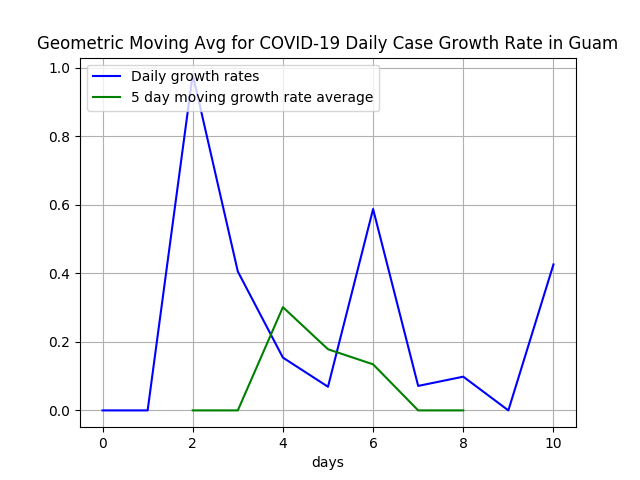 Geometric Moving Avg for COVID-19 Daily Case Growth Rate in Guam
Daily growth rates
5 day moving growth rate average
1.0
0.8
0.6
0.4
0.2
0.0
0 2 4 6 8 10
days